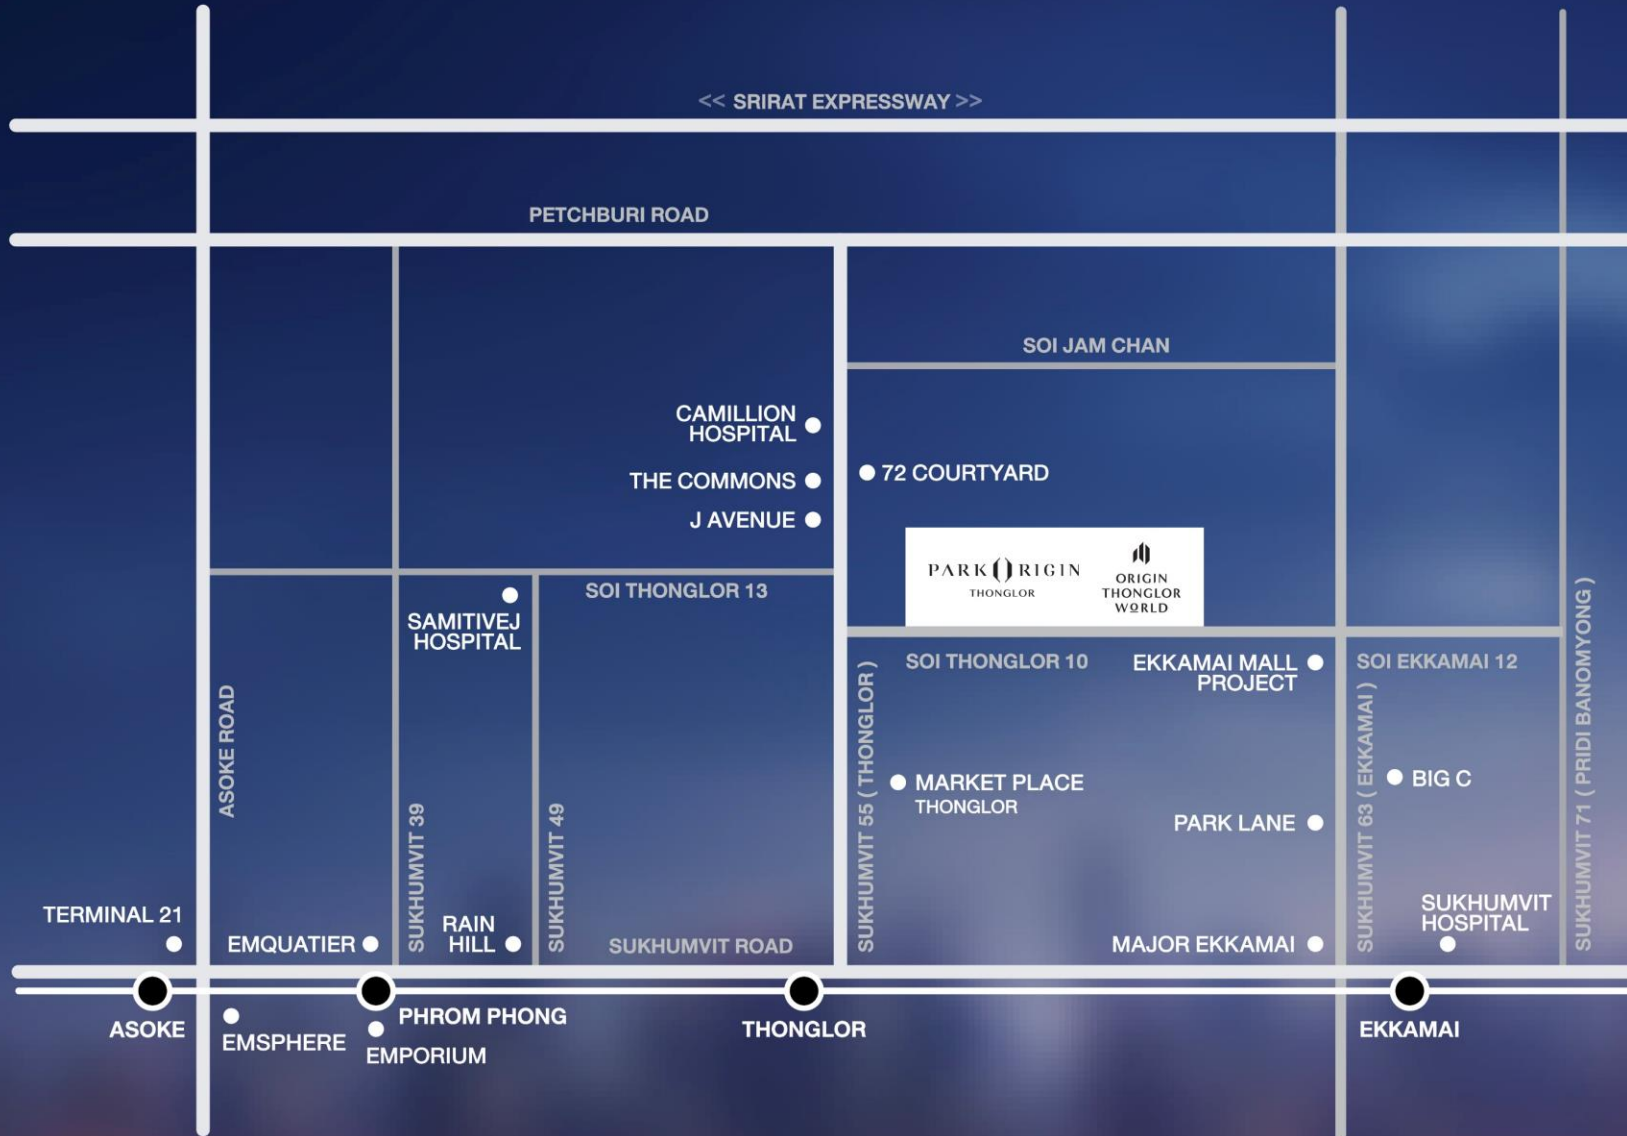 << SRIRAT EXPRESSWAY >>
PETCHBURI ROAD
SOI JAM CHAN
CAMILLION
HOSPITAL
THE COMMONS
72 COURTYARD
J AVENUE
PARK ORIGIN
THONGLOR
ORIGIN
THONGLOR
WORLD
SOI THONGLOR 13
SAMITIVEJ
HOSPITAL
SOI THONGLOR 10
EKKAMAI MALL
PROJECT
SOI EKKAMAI 12
ASOKE ROAD
SUKHUMVIT 39
SUKHUMVIT 49
SUKHUMVIT 55 ( THONGLOR )
SUKHUMVIT 63 ( EKKAMAI )
SUKHUMVIT 71 ( PRIDI BANOMYONG )
MARKET PLACE
THONGLOR
BIG C
PARK LANE
TERMINAL 21
EMQUATIER
RAIN
HILL
SUKHUMVIT ROAD
MAJOR EKKAMAI
SUKHUMVIT
HOSPITAL
ASOKE
EMSPHERE
PHROM PHONG
EMPORIUM
THONGLOR
EKKAMAI